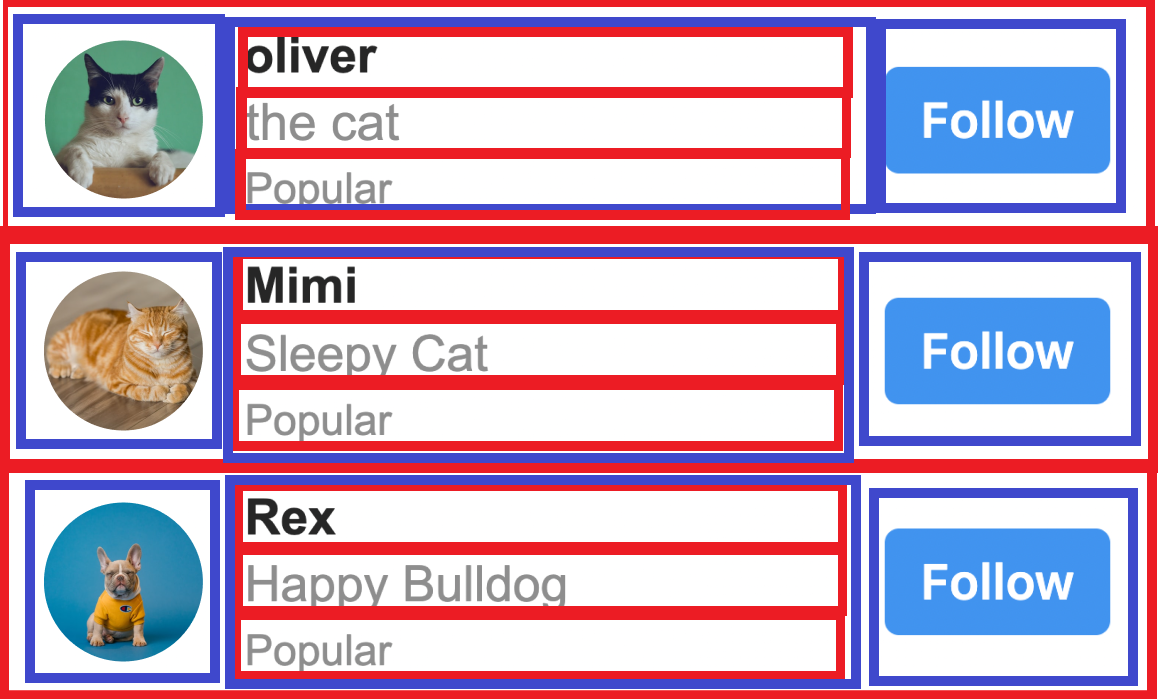 oliver
the cat
Popular
Follow
Mimi
Sleepy Cat
Popular
Follow
Rex
Happy Bulldog
Popular
Follow